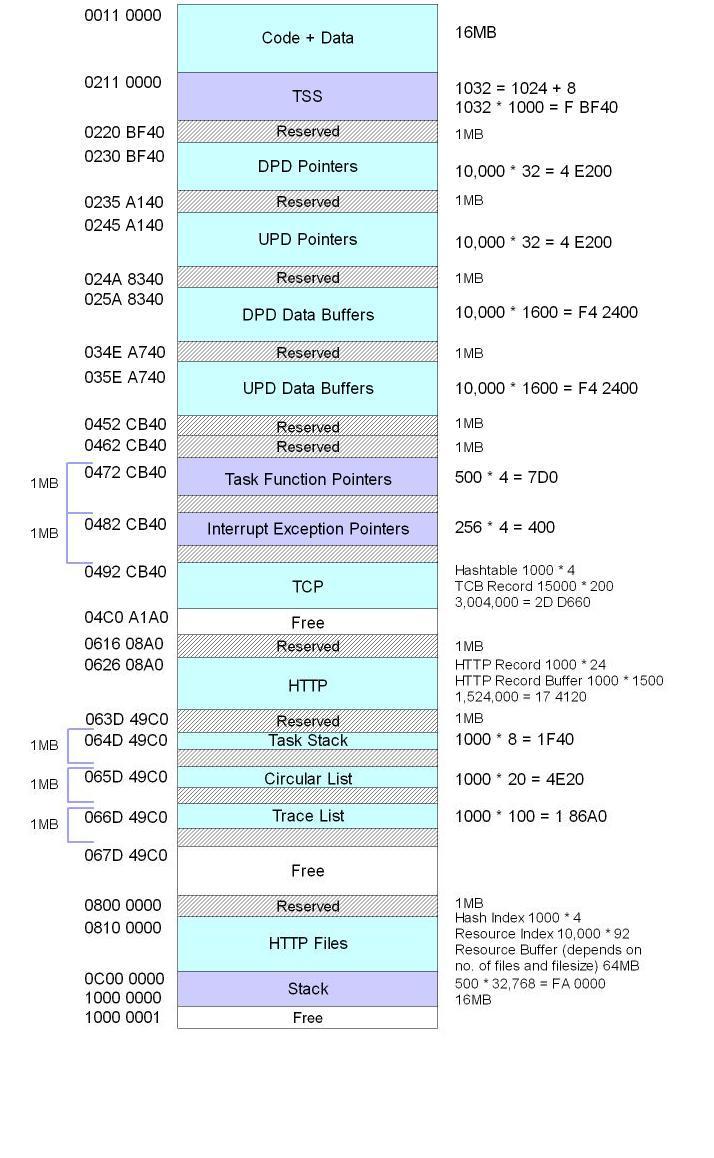 0011 0000
Code + Data
16MB
0211 0000
TSS
1032 = 1024 + 8
1032 * 1000 = F BF40
0220 BF40
Reserved
1MB
0230 BF40
DPD Pointers
10,000 * 32 = 4 E200
0235 A140
Reserved
1MB
0245 A140
UPD Pointers
10,000 * 32 = 4 E200
024A 8340
Reserved
1MB
025A 8340
DPD Data Buffers
10,000 * 1600 = F4 2400
034E A740
Reserved
1MB
035E A740
UPD Data Buffers
10,000 * 1600 = F4 2400
0452 CB40
Reserved
1MB
0462 CB40
Reserved
1MB
0472 CB40
1MB
Task Function Pointers
500 * 4 = 7D0
0482 CB40
1MB
Interrupt Exception Pointers
256 * 4 = 400
0492 CB40
TCP
Hashtable 1000 * 4
TCB Record 15000 * 200
3,004,000 = 2D D660
04C0 A1A0
Free
0616 08A0
Reserved
1MB
0626 08A0
HTTP
HTTP Record 1000 * 24
HTTP Record Buffer 1000 * 1500
1,524,000 = 17 4120
063D 49C0
Reserved
1MB
064D 49C0
1MB
Task Stack
1000 * 8 = 1F40
065D 49C0
1MB
Circular List
1000 * 20 = 4E20
066D 49C0
1MB
Trace List
1000 * 100 = 1 86A0
067D 49C0
Free
0800 0000
Reserved
1MB
0810 0000
HTTP Files
Hash Index 1000 * 4
Resource Index 10,000 * 92
Resource Buffer (depends on
no. of files and filesize) 64MB
0C00 0000
Stack
500 * 32,768 = FA 0000
1000 0000
16MB
1000 0001
Free